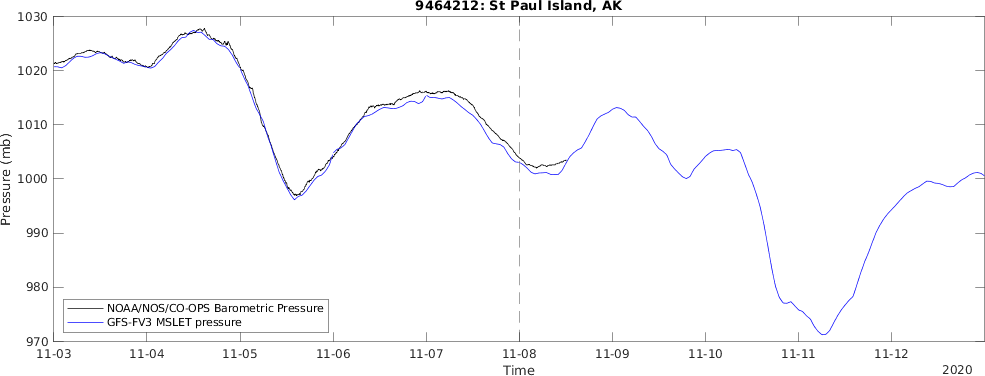 9464212: St Paul Island, AK
1030
1020
1010
1000
990
980
970
Pressure (mb)
NOAA/NOS/CO-OPS Barometric Pressure
GFS-FV3 MSLET pressure
11-03 11-04 11-05 11-06 11-07 11-08 11-09 11-10 11-11 11-12
Time
2020